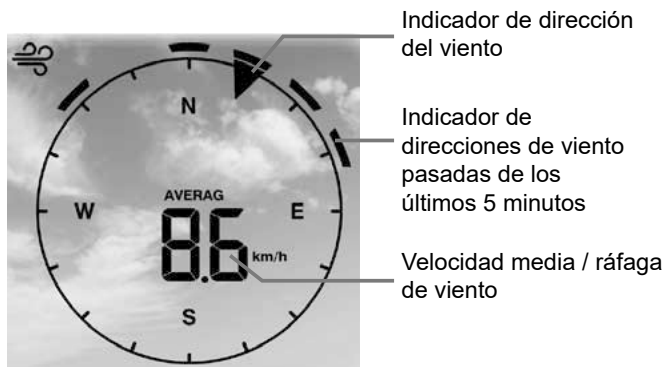 Indicador de dirección
del viento
N
Indicador de
direcciones de viento
pasadas de los
últimos 5 minutos
AVERAG
W
E
8.6 km/h
Velocidad media / ráfaga
de viento
S